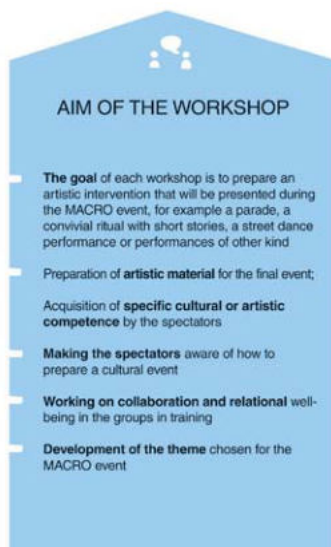 AIM OF THE WORKSHOP
The goal of each workshop is to prepare an
artistic intervention that will be presented during
the MACRO event, for example a parade, a
convivial ritual with short stories, a street dance
performance or performances of other kind
Preparation of artistic material for the final event;
Acquisition of specific cultural or artistic
competence by the spectators
Making the spectators aware of how to
prepare a cultural event
Working on collaboration and relational well-
being in the groups in training
Development of the theme chosen for the
MACRO event